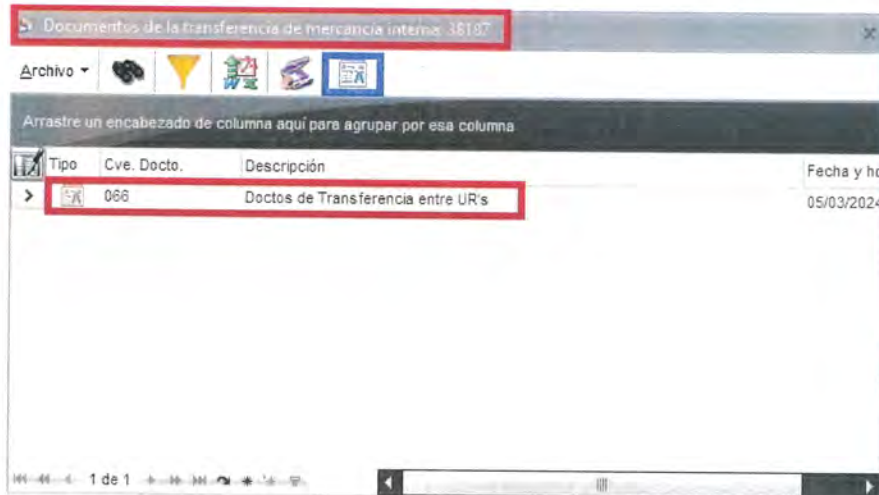 Documentos de la transferencia de mercancía interna: 38187
Archivo
Arrastre un encabezado de columna aquí para agrupar por esa columna
Tipo Cve. Docto. Descripción Fecha y ho
066 Doctos de Transferencia entre UR's 05/03/2024
1 de 1